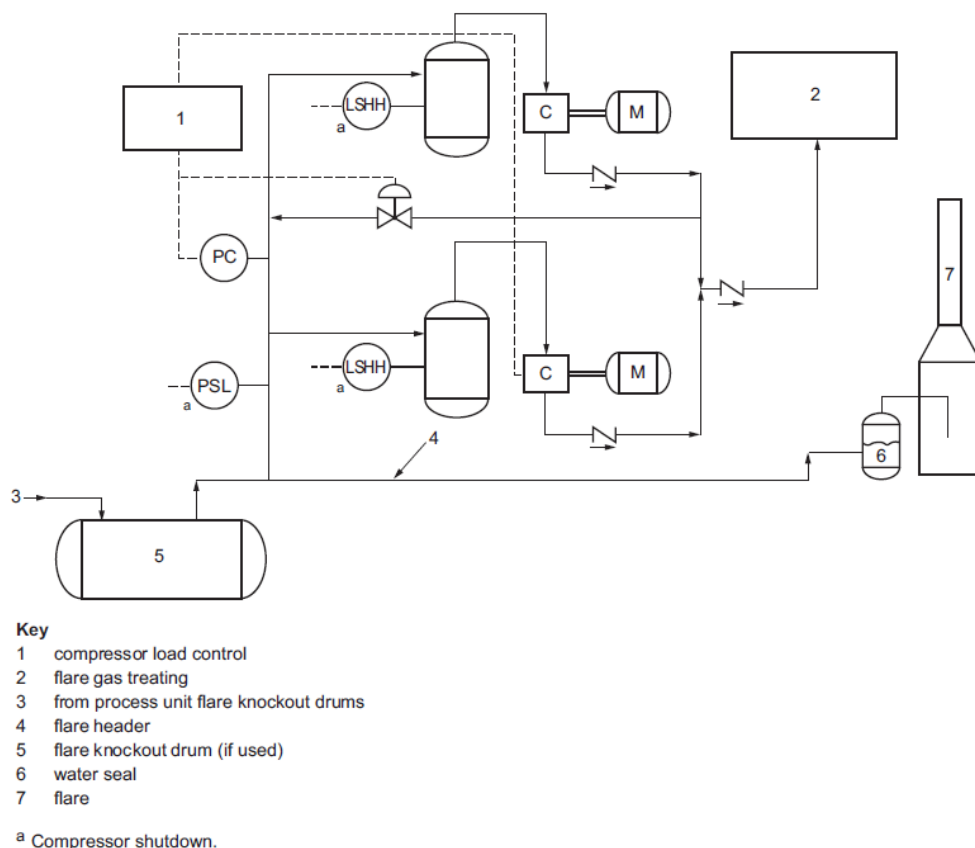 1
LSHH
a
C
M
2
PC
7
LSHH
a
C
M
PSL
a
4
6
3
5
Key
1 compressor load control
2 flare gas treating
3 from process unit flare knockout drums
4 flare header
5 flare knockout drum (if used)
6 water seal
7 flare
a Compressor shutdown.